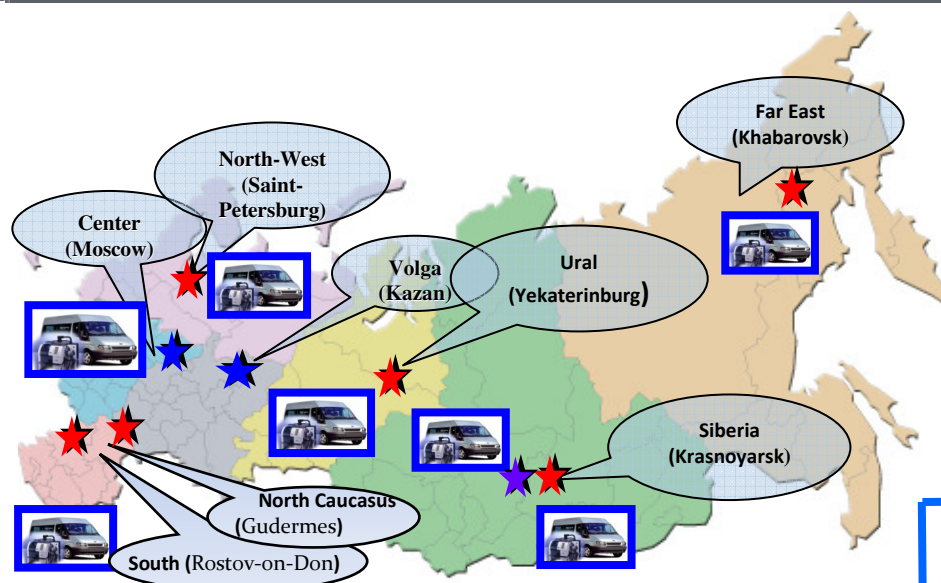 Far East
(Khabarovsk)
North-West
(Saint-
Petersburg)
Center
(Moscow)
Volga
(Kazan)
Ural
(Yekaterinburg)
Siberia
(Krasnoyarsk)
North Caucasus
(Gudermes)
South (Rostov-on-Don)